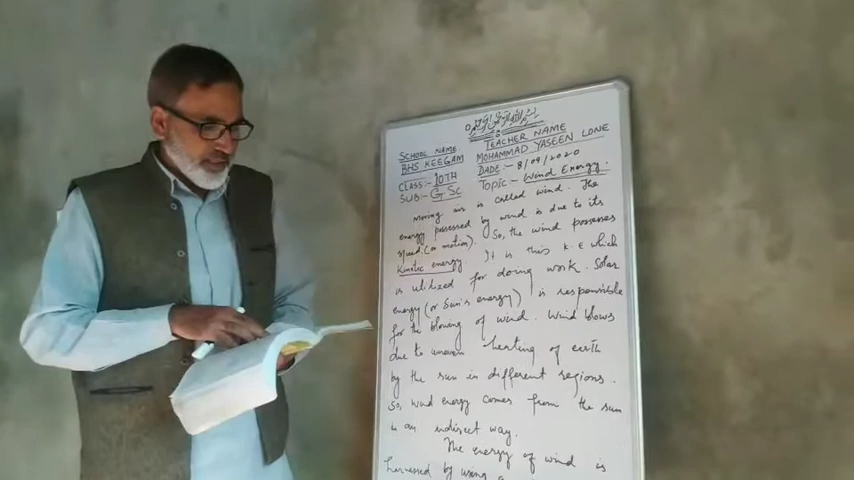 بسم اللہ الرحمن الرحیم
SCHOOL NAME
BHS KEEGAM
TEACHER NAME
MOHAMMAD YASEEN LONE
CLASS:- 10TH
DATE:- 8/09/2020
SUB:- G.Sc
TOPIC:- Wind Energy.
Moving air is called wind. The
energy possessed by wind is due to its
speed. (or motion). So, the wind possesses
Kinetic energy. It is this K.E which
is utilized for doing work. Solar
energy (or Sun's energy) is responsible
for the blowing of wind. Wind blows
due to uneven heating of earth
by the sun in different regions.
So, wind energy comes from the sun
in an indirect way.
The energy of wind is
harnessed by using a